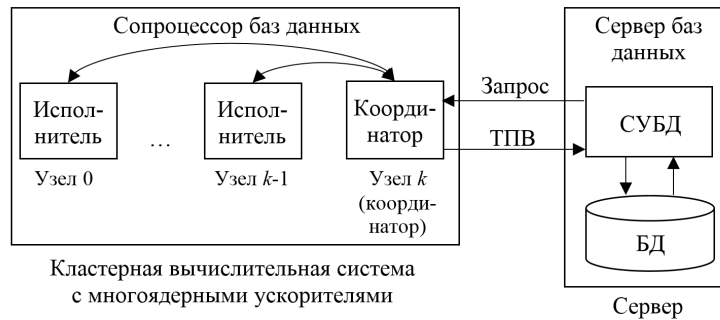 Сопроцессор баз данных
Испол-
нитель
Узел 0
…
Испол-
нитель
Узел k-1
Коорди-
натор
Узел k
(коорди-
натор)
Кластерная вычислительная система
с многоядерными ускорителями
Запрос
ТПВ
Сервер баз
данных
СУБД
БД
Сервер